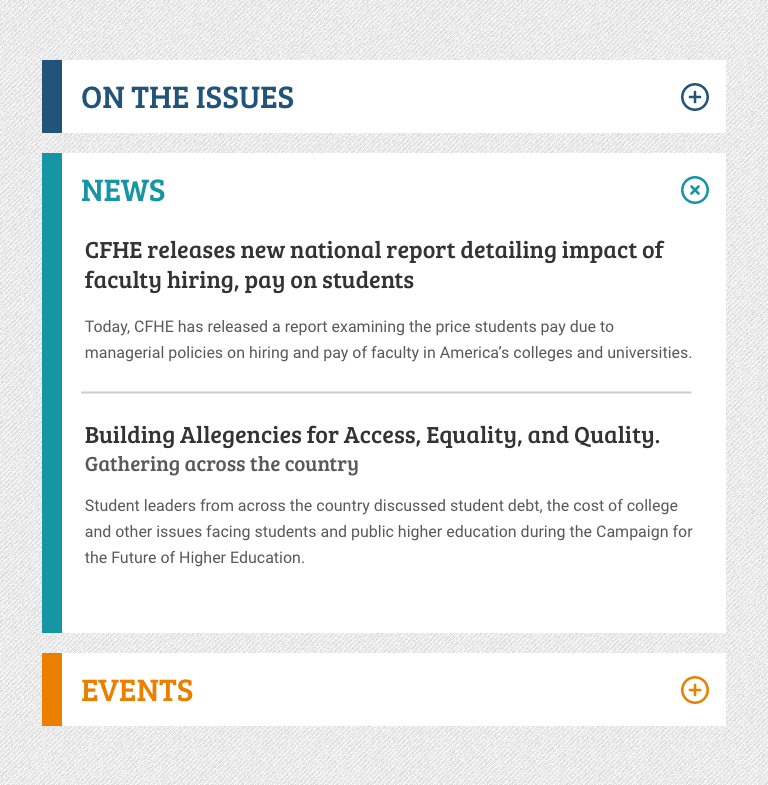 ON THE ISSUES
NEWS
CFHE releases new national report detailing impact of
faculty hiring, pay on students
Today, CFHE has released a report examining the price students pay due to
managerial policies on hiring and pay of faculty in America’s colleges and universities.
Building Allegencies for Access, Equality, and Quality.
Gathering across the country
Student leaders from across the country discussed student debt, the cost of college
and other issues facing students and public higher education during the Campaign for
the Future of Higher Education.
EVENTS